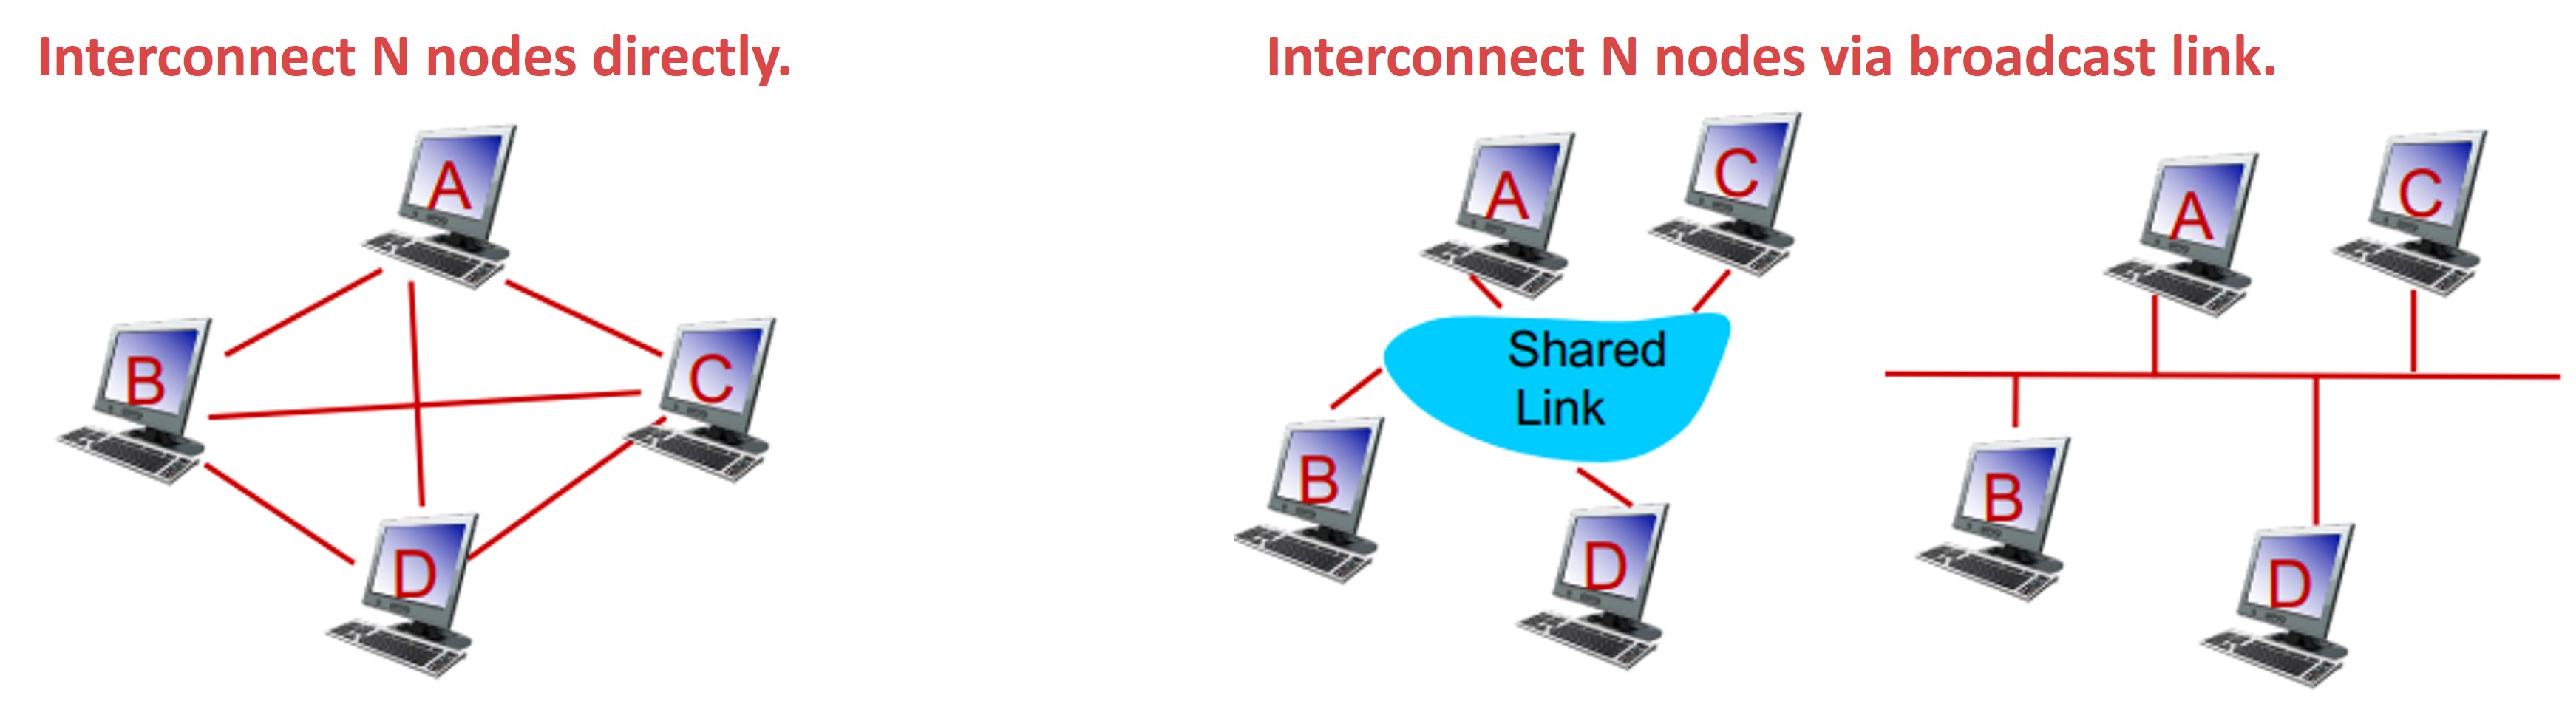 Interconnect N nodes directly.
A
B
C
D
Interconnect N nodes via broadcast link.
A
C
Shared
Link
B
D
A
C
B
D